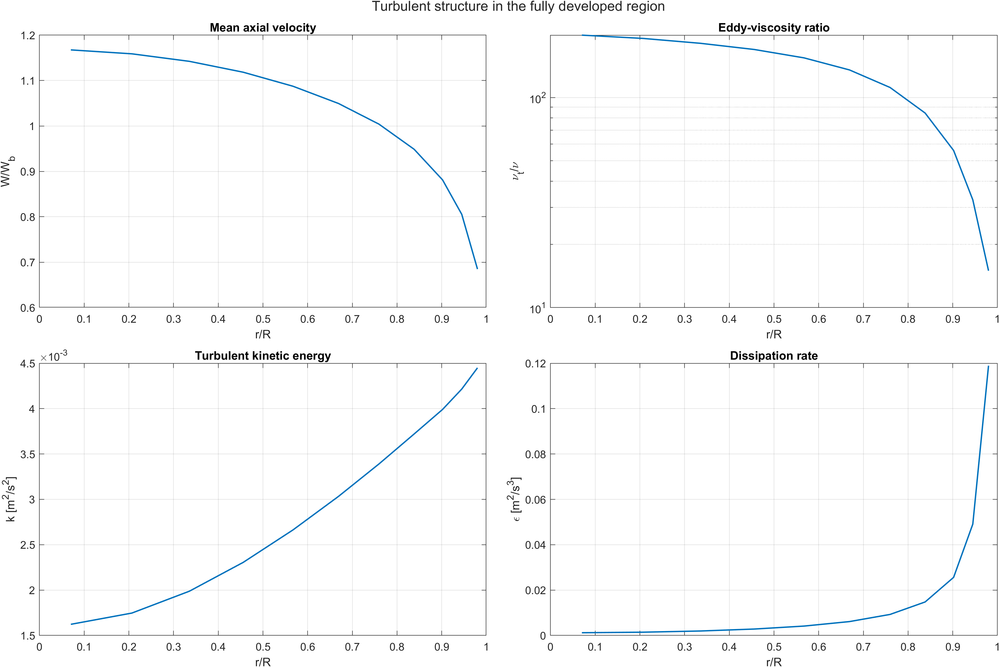 Turbulent structure in the fully developed region
Mean axial velocity
1.2
1.1
1
0.9
0.8
0.7
0.6
W/W_b
0 0.1 0.2 0.3 0.4 0.5 0.6 0.7 0.8 0.9 1
r/R
Eddy-viscosity ratio
10^2
10^1
ν_t/ν
0 0.1 0.2 0.3 0.4 0.5 0.6 0.7 0.8 0.9 1
r/R
Turbulent kinetic energy
×10^-3
4.5
4
3.5
3
2.5
2
1.5
k [m^2/s^2]
0 0.1 0.2 0.3 0.4 0.5 0.6 0.7 0.8 0.9 1
r/R
Dissipation rate
0.12
0.1
0.08
0.06
0.04
0.02
0
ϵ [m^2/s^3]
0 0.1 0.2 0.3 0.4 0.5 0.6 0.7 0.8 0.9 1
r/R